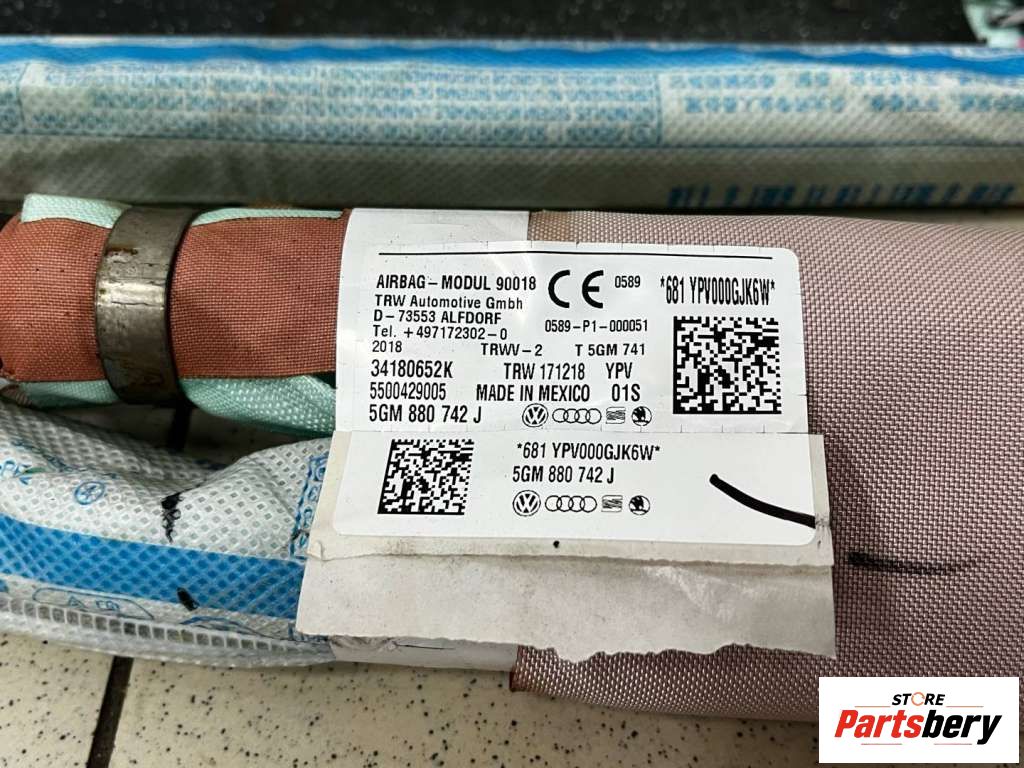 AIRBAG - MODUL 90018
TRW Automotive Gmbh
D - 73553 ALFDORF
Tel. +497172302-0
2018
CE 0589
0589-P1-000051
TRWV-2 T 5GM 741
34180652K TRW 171218 YPV
5500429005 MADE IN MEXICO 01S
5GM 880 742 J
*681 YPV000GJK6W*
*681 YPV000GJK6W*
5GM 880 742 J
STORE
Partsbery